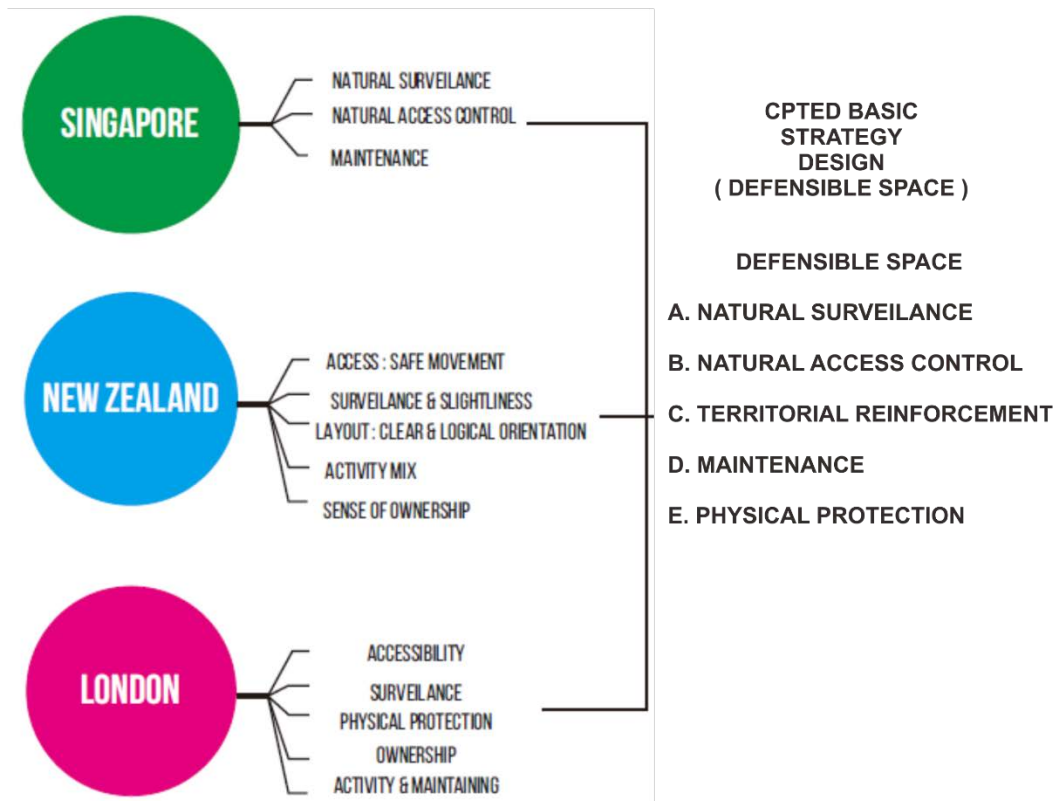 SINGAPORE
NATURAL SURVEILANCE
NATURAL ACCESS CONTROL
MAINTENANCE
NEW ZEALAND
ACCESS : SAFE MOVEMENT
SURVEILANCE & SLIGHTLINESS
LAYOUT : CLEAR & LOGICAL ORIENTATION
ACTIVITY MIX
SENSE OF OWNERSHIP
LONDON
ACCESSIBILITY
SURVEILANCE
PHYSICAL PROTECTION
OWNERSHIP
ACTIVITY & MAINTAINING
CPTED BASIC
STRATEGY
DESIGN
( DEFENSIBLE SPACE )
DEFENSIBLE SPACE
A. NATURAL SURVEILANCE
B. NATURAL ACCESS CONTROL
C. TERRITORIAL REINFORCEMENT
D. MAINTENANCE
E. PHYSICAL PROTECTION